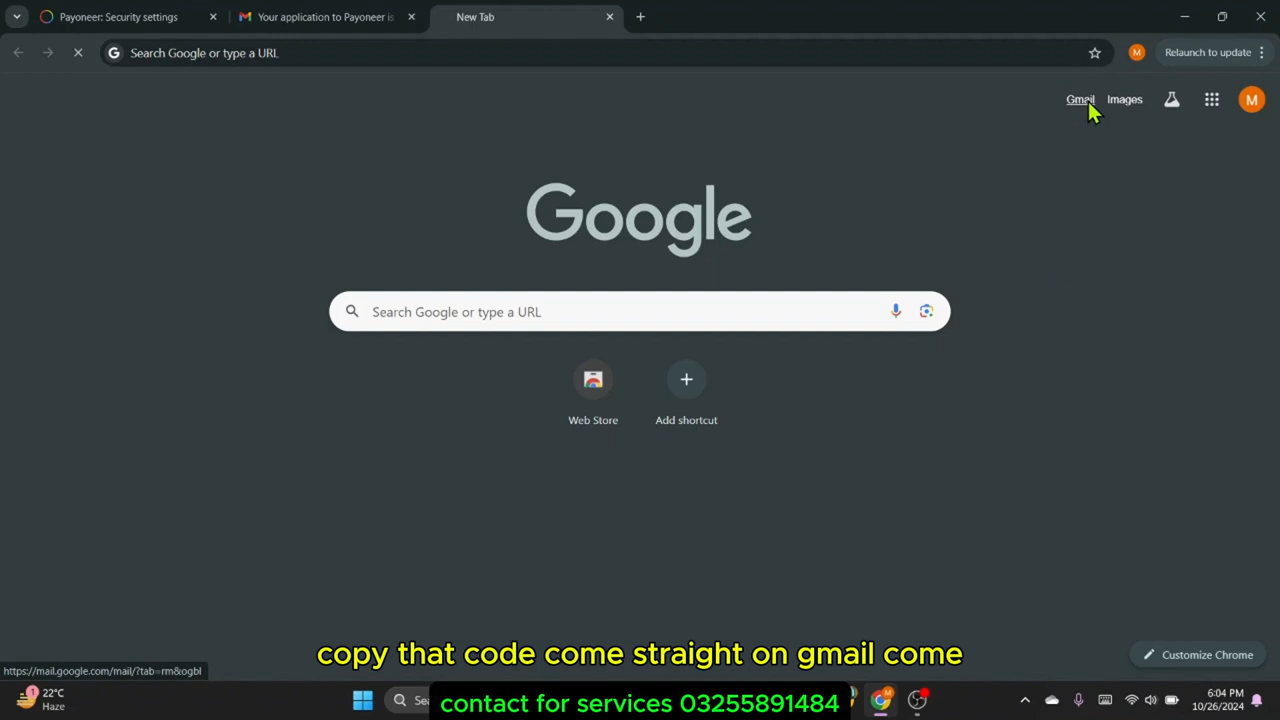 Payoneer: Security settings
Your application to Payoneer is
New Tab
Search Google or type a URL
M
Relaunch to update
Gmail
Images
M
Google
Search Google or type a URL
Web Store
Add shortcut
copy that code come straight on gmail come
Customize Chrome
https://mail.google.com/mail/?tab=rm&ogbl
1
22°C
Haze
contact for services 03255891484
6:04 PM
10/26/2024